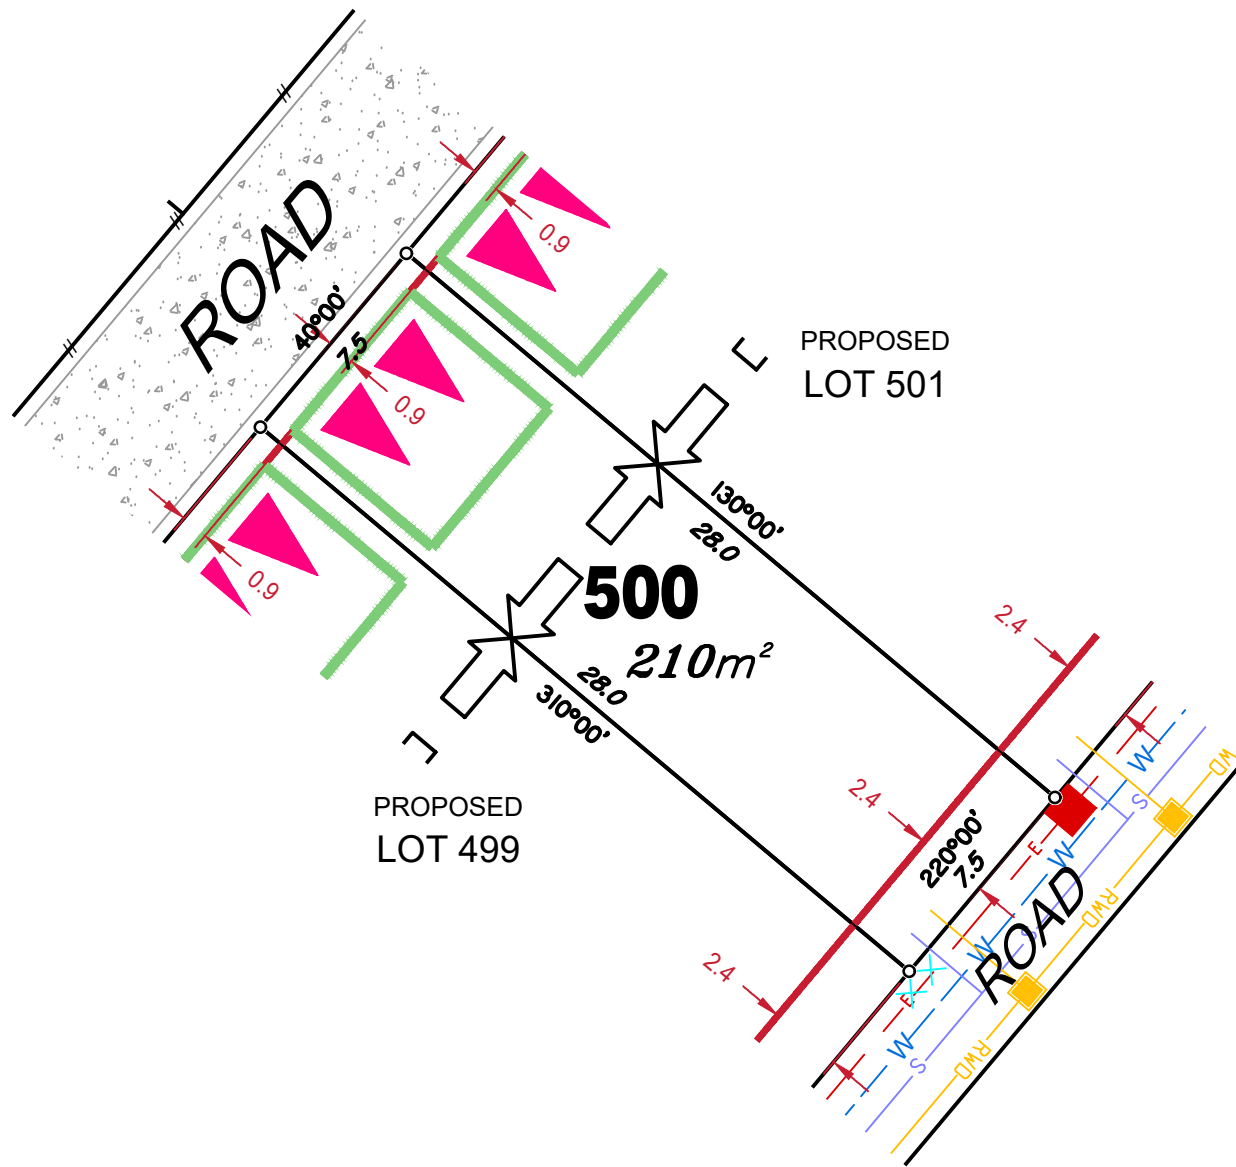 ROAD
40°00'
7.5
0.9
0.9
0.9
PROPOSED
LOT 501
130°00'
28.0
500
210m²
28.0
310°00'
PROPOSED
LOT 499
2.4
2.4
2.4
220°00'
7.5
ROAD
E
E
W
W
W
W
S
S
S
WD
RWD
RWD